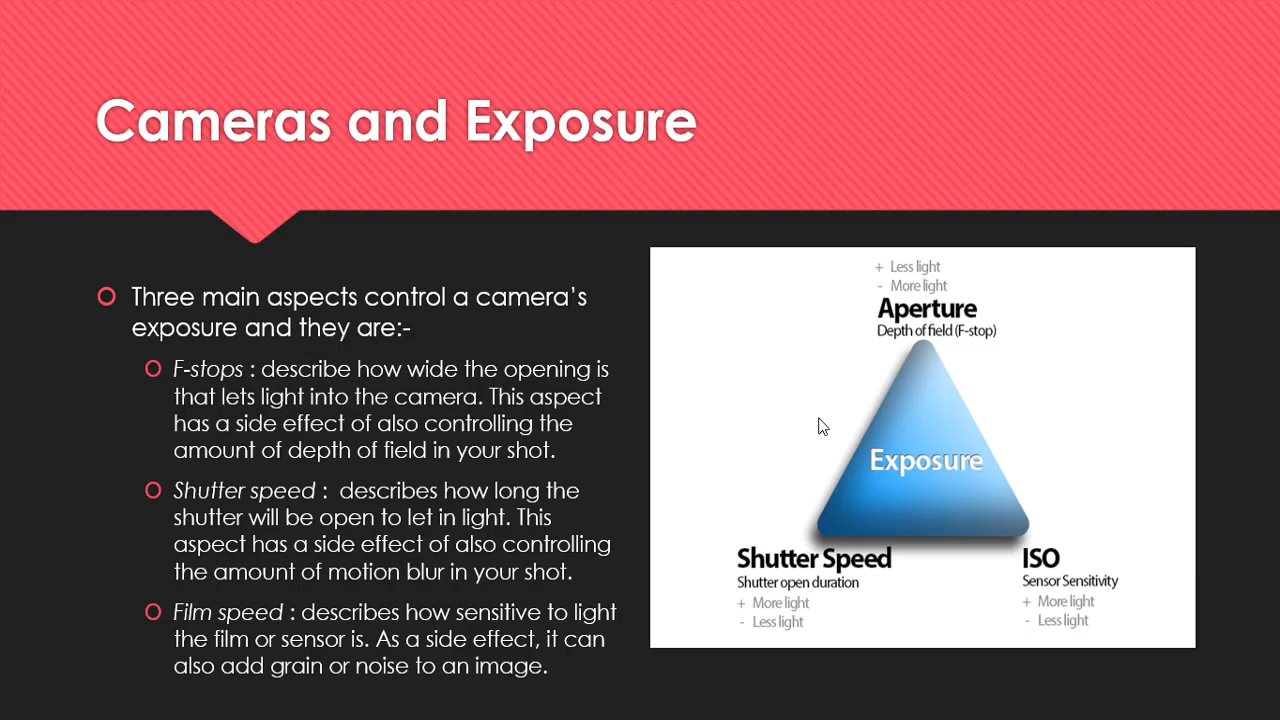 Cameras and Exposure
Three main aspects control a camera's
exposure and they are:-
F-stops : describe how wide the opening is
that lets light into the camera. This aspect
has a side effect of also controlling the
amount of depth of field in your shot.
Shutter speed :  describes how long the
shutter will be open to let in light. This
aspect has a side effect of also controlling
the amount of motion blur in your shot.
Film speed : describes how sensitive to light
the film or sensor is. As a side effect, it can
also add grain or noise to an image.
+ Less light
- More light
Aperture
Depth of field (F-stop)
Exposure
Shutter Speed
Shutter open duration
+ More light
- Less light
ISO
Sensor Sensitivity
+ More light
- Less light